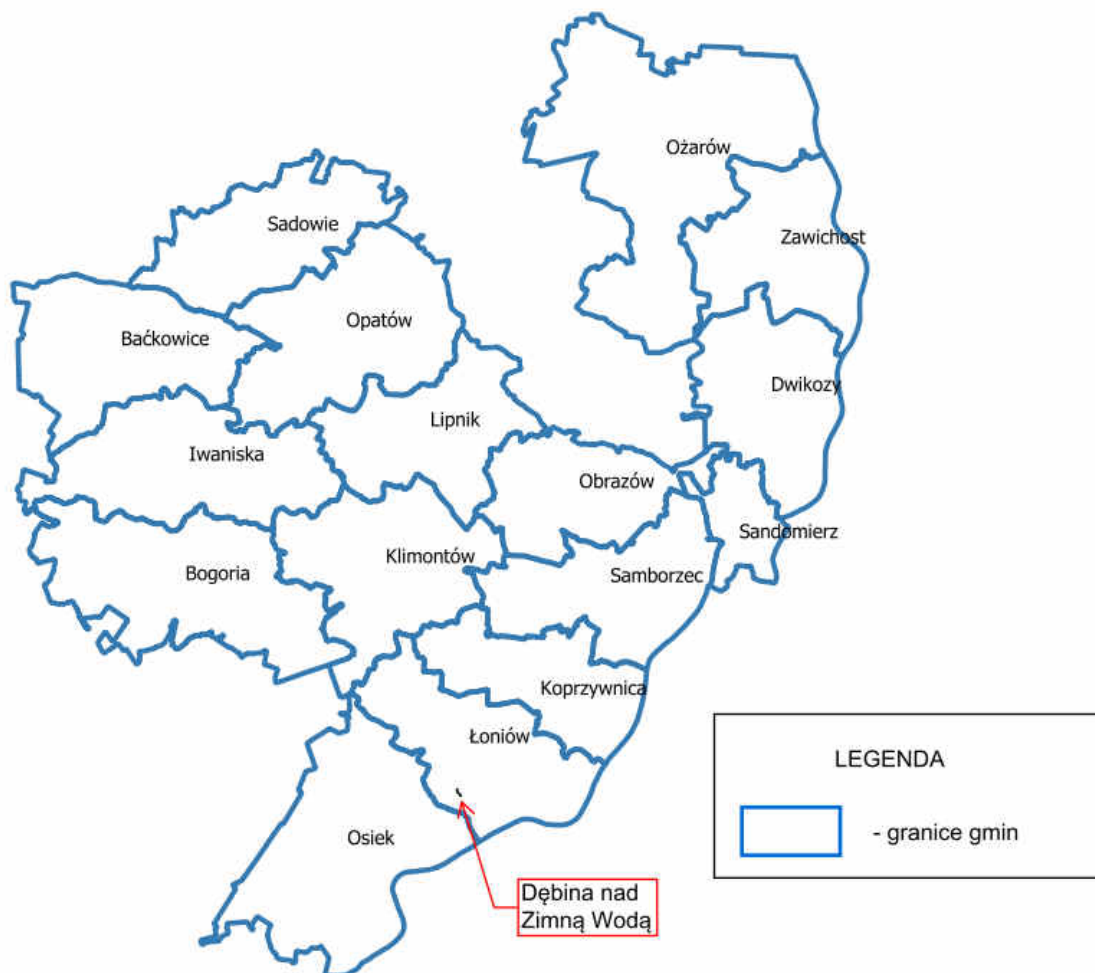 Ożarów
Sadowie
Zawichost
Opatów
Baćkowice
Dwikozy
Lipnik
Iwaniska
Obrazów
Sandomierz
Klimontów
Bogoria
Samborzec
Koprzywnica
Łoniów
LEGENDA
- granice gmin
Osiek
Dębina nad
Zimną Wodą